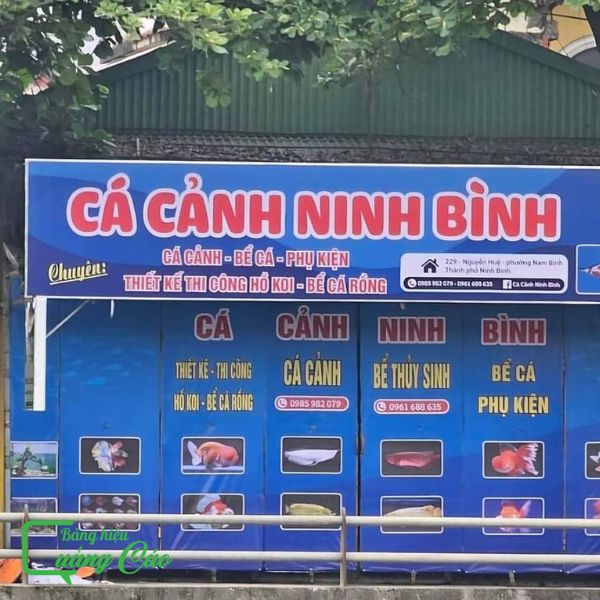 CÁ CẢNH NINH BÌNH
Chuyên:
CÁ CẢNH - BỂ CÁ - PHỤ KIỆN
THIẾT KẾ THI CÔNG HỒ KOI - BỂ CÁ RỒNG
229 - Nguyễn Huệ - phường Nam Bình
Thành phố Ninh Bình
0985 982 079 - 0961 688 635
Cá Cảnh Ninh Bình
CÁ CẢNH NINH BÌNH
THIẾT KẾ - THI CÔNG
HỒ KOI - BỂ CÁ RỒNG
CÁ CẢNH
0985 982 079
BỂ THỦY SINH
0961 688 635
BỂ CÁ
PHỤ KIỆN
Bảng hiệu
Quảng Cáo